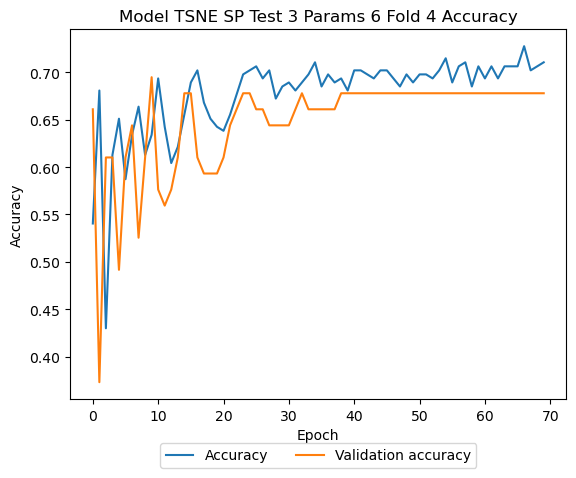 Model TSNE SP Test 3 Params 6 Fold 4 Accuracy
0.70
0.65
0.60
0.55
0.50
0.45
0.40
Accuracy
0 10 20 30 40 50 60 70
Epoch
Accuracy Validation accuracy